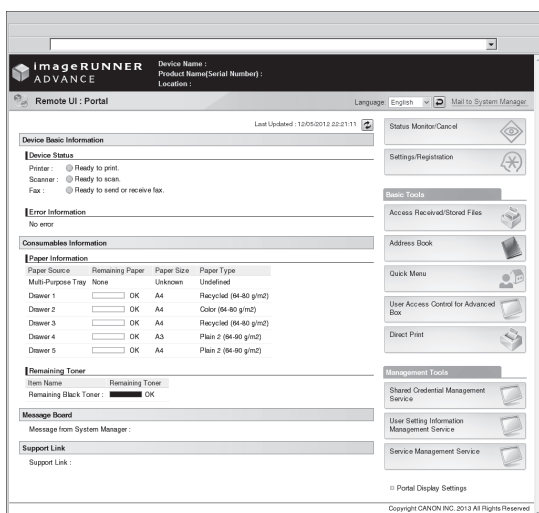 imageRUNNER
ADVANCE
Device Name :
Product Name(Serial Number) :
Location :
Remote UI : Portal
Language: English
Mail to System Manager
Last Updated : 12/05/2012 22:21:11
Device Basic Information
Device Status
Printer : Ready to print.
Scanner : Ready to scan.
Fax : Ready to send or receive fax.
Error Information
No error
Consumables Information
Paper Information
Paper Source Remaining Paper Paper Size Paper Type
Multi-Purpose Tray None Unknown Undefined
Drawer 1 OK A4 Recycled (64-80 g/m2)
Drawer 2 OK A4 Color (64-80 g/m2)
Drawer 3 OK A4 Recycled (64-80 g/m2)
Drawer 4 OK A3 Plain 2 (64-90 g/m2)
Drawer 5 OK A4 Plain 2 (64-90 g/m2)
Remaining Toner
Item Name Remaining Toner
Remaining Black Toner : OK
Message Board
Message from System Manager :
Support Link
Support Link :
Status Monitor/Cancel
Settings/Registration
Basic Tools
Access Received/Stored Files
Address Book
Quick Menu
User Access Control for Advanced
Box
Direct Print
Management Tools
Shared Credential Management
Service
User Setting Information
Management Service
Service Management Service
Portal Display Settings
Copyright CANON INC. 2013 All Rights Reserved